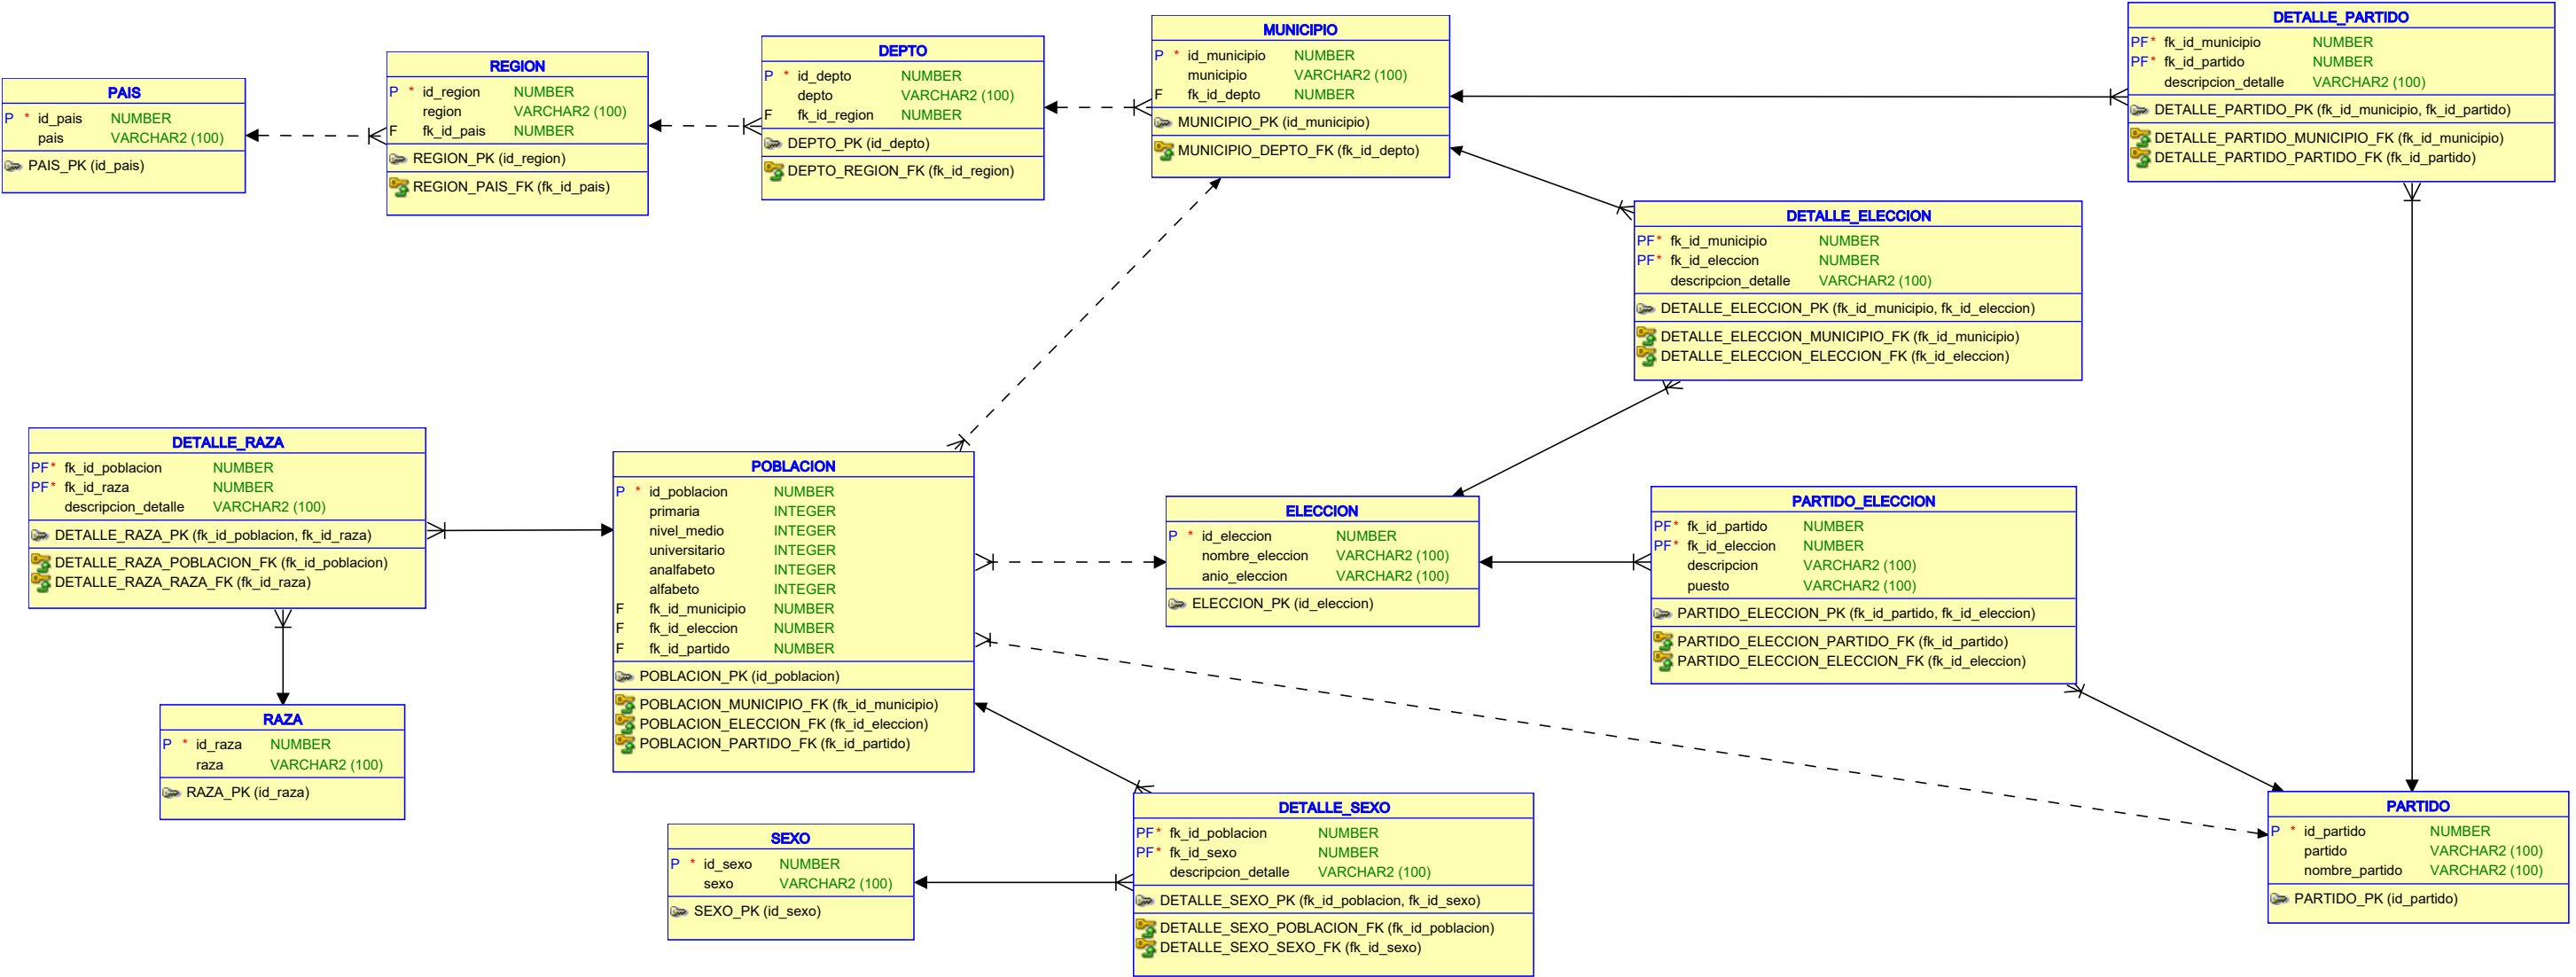 PAIS
P * id_pais NUMBER
pais VARCHAR2 (100)
PAIS_PK (id_pais)
REGION
P * id_region NUMBER
region VARCHAR2 (100)
F fk_id_pais NUMBER
REGION_PK (id_region)
REGION_PAIS_FK (fk_id_pais)
DEPTO
P * id_depto NUMBER
depto VARCHAR2 (100)
F fk_id_region NUMBER
DEPTO_PK (id_depto)
DEPTO_REGION_FK (fk_id_region)
MUNICIPIO
P * id_municipio NUMBER
municipio VARCHAR2 (100)
F fk_id_depto NUMBER
MUNICIPIO_PK (id_municipio)
MUNICIPIO_DEPTO_FK (fk_id_depto)
DETALLE_PARTIDO
PF* fk_id_municipio NUMBER
PF* fk_id_partido NUMBER
descripcion_detalle VARCHAR2 (100)
DETALLE_PARTIDO_PK (fk_id_municipio, fk_id_partido)
DETALLE_PARTIDO_MUNICIPIO_FK (fk_id_municipio)
DETALLE_PARTIDO_PARTIDO_FK (fk_id_partido)
DETALLE_ELECCION
PF* fk_id_municipio NUMBER
PF* fk_id_eleccion NUMBER
descripcion_detalle VARCHAR2 (100)
DETALLE_ELECCION_PK (fk_id_municipio, fk_id_eleccion)
DETALLE_ELECCION_MUNICIPIO_FK (fk_id_municipio)
DETALLE_ELECCION_ELECCION_FK (fk_id_eleccion)
DETALLE_RAZA
PF* fk_id_poblacion NUMBER
PF* fk_id_raza NUMBER
descripcion_detalle VARCHAR2 (100)
DETALLE_RAZA_PK (fk_id_poblacion, fk_id_raza)
DETALLE_RAZA_POBLACION_FK (fk_id_poblacion)
DETALLE_RAZA_RAZA_FK (fk_id_raza)
POBLACION
P * id_poblacion NUMBER
primaria INTEGER
nivel_medio INTEGER
universitario INTEGER
analfabeto INTEGER
alfabeto INTEGER
F fk_id_municipio NUMBER
F fk_id_eleccion NUMBER
F fk_id_partido NUMBER
POBLACION_PK (id_poblacion)
POBLACION_MUNICIPIO_FK (fk_id_municipio)
POBLACION_ELECCION_FK (fk_id_eleccion)
POBLACION_PARTIDO_FK (fk_id_partido)
ELECCION
P * id_eleccion NUMBER
nombre_eleccion VARCHAR2 (100)
anio_eleccion VARCHAR2 (100)
ELECCION_PK (id_eleccion)
PARTIDO_ELECCION
PF* fk_id_partido NUMBER
PF* fk_id_eleccion NUMBER
descripcion VARCHAR2 (100)
puesto VARCHAR2 (100)
PARTIDO_ELECCION_PK (fk_id_partido, fk_id_eleccion)
PARTIDO_ELECCION_PARTIDO_FK (fk_id_partido)
PARTIDO_ELECCION_ELECCION_FK (fk_id_eleccion)
RAZA
P * id_raza NUMBER
raza VARCHAR2 (100)
RAZA_PK (id_raza)
SEXO
P * id_sexo NUMBER
sexo VARCHAR2 (100)
SEXO_PK (id_sexo)
DETALLE_SEXO
PF* fk_id_poblacion NUMBER
PF* fk_id_sexo NUMBER
descripcion_detalle VARCHAR2 (100)
DETALLE_SEXO_PK (fk_id_poblacion, fk_id_sexo)
DETALLE_SEXO_POBLACION_FK (fk_id_poblacion)
DETALLE_SEXO_SEXO_FK (fk_id_sexo)
PARTIDO
P * id_partido NUMBER
partido VARCHAR2 (100)
nombre_partido VARCHAR2 (100)
PARTIDO_PK (id_partido)